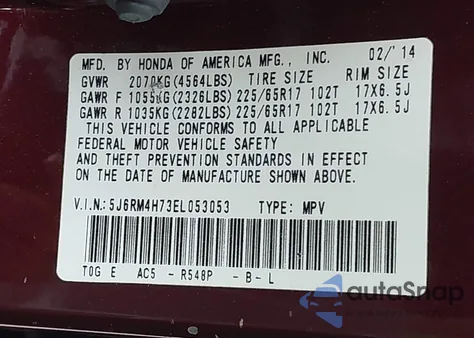 MFD. BY HONDA OF AMERICA MFG., INC. 02/'14
GVWR 2070KG(4564LBS) TIRE SIZE RIM SIZE
GAWR F 1055KG(2326LBS) 225/65R17 102T 17X6.5J
GAWR R 1035KG(2282LBS) 225/65R17 102T 17X6.5J
THIS VEHICLE CONFORMS TO ALL APPLICABLE
FEDERAL MOTOR VEHICLE SAFETY
AND THEFT PREVENTION STANDARDS IN EFFECT
ON THE DATE OF MANUFACTURE SHOWN ABOVE.
V.I.N.: 5J6RM4H73EL053053 TYPE: MPV
TOG E AC5 - R548P - B - L
autoSnap